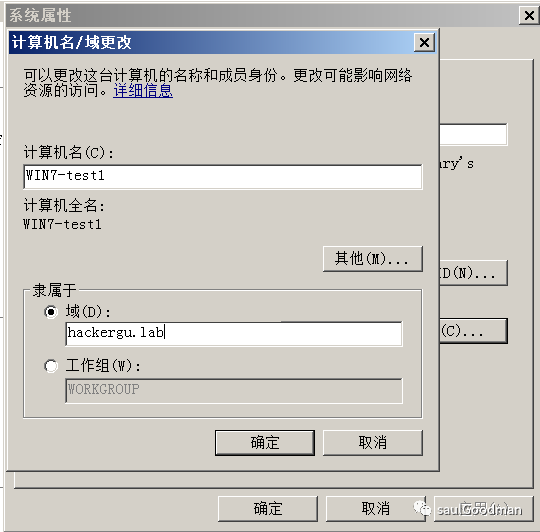 系统属性
计算机名/域更改
可以更改这台计算机的名称和成员身份。更改可能影响网络
资源的访问。详细信息
计算机名(C):
WIN7-test1
ary's
计算机全名:
WIN7-test1
其他(M)...
ID(N)...
隶属于
域(D):
hackergu.lab
(C)...
工作组(W):
WORKGROUP
确定
取消
确定
取消
应用(A)
saulGoodman